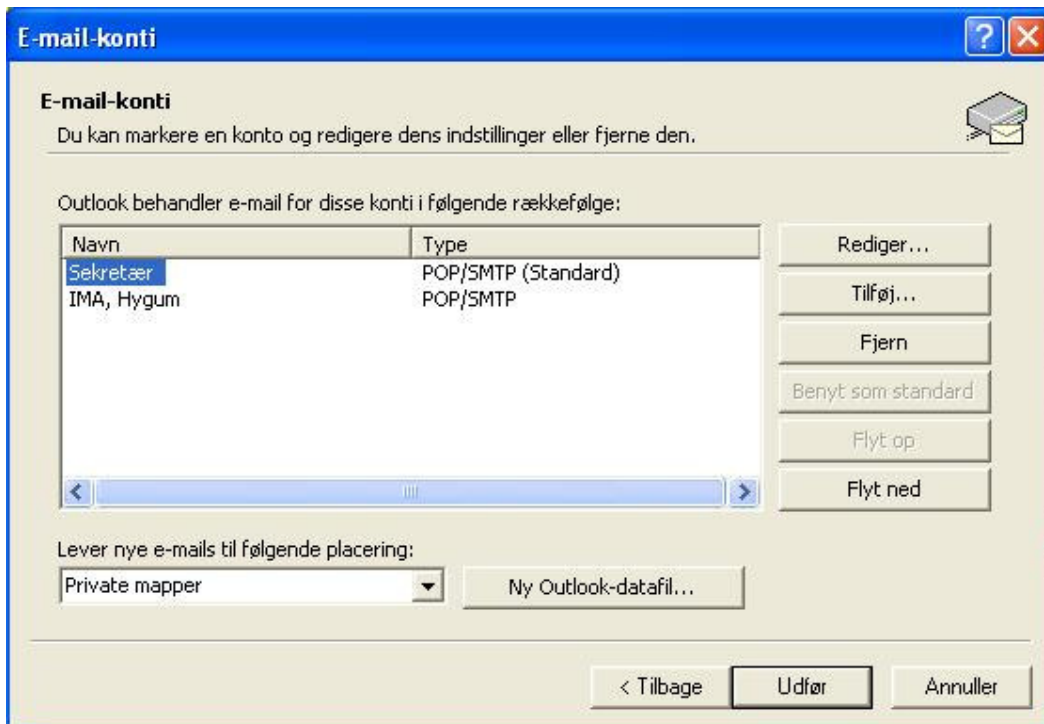 E-mail-konti
E-mail-konti
Du kan markere en konto og redigere dens indstillinger eller fjerne den.
Outlook behandler e-mail for disse konti i følgende rækkefølge:
Navn Type
Sekretær POP/SMTP (Standard)
IMA, Hygum POP/SMTP
Rediger...
Tilføj...
Fjern
Benyt som standard
Flyt op
Flyt ned
Lever nye e-mails til følgende placering:
Private mapper Ny Outlook-datafil...
< Tilbage Udfør Annuller